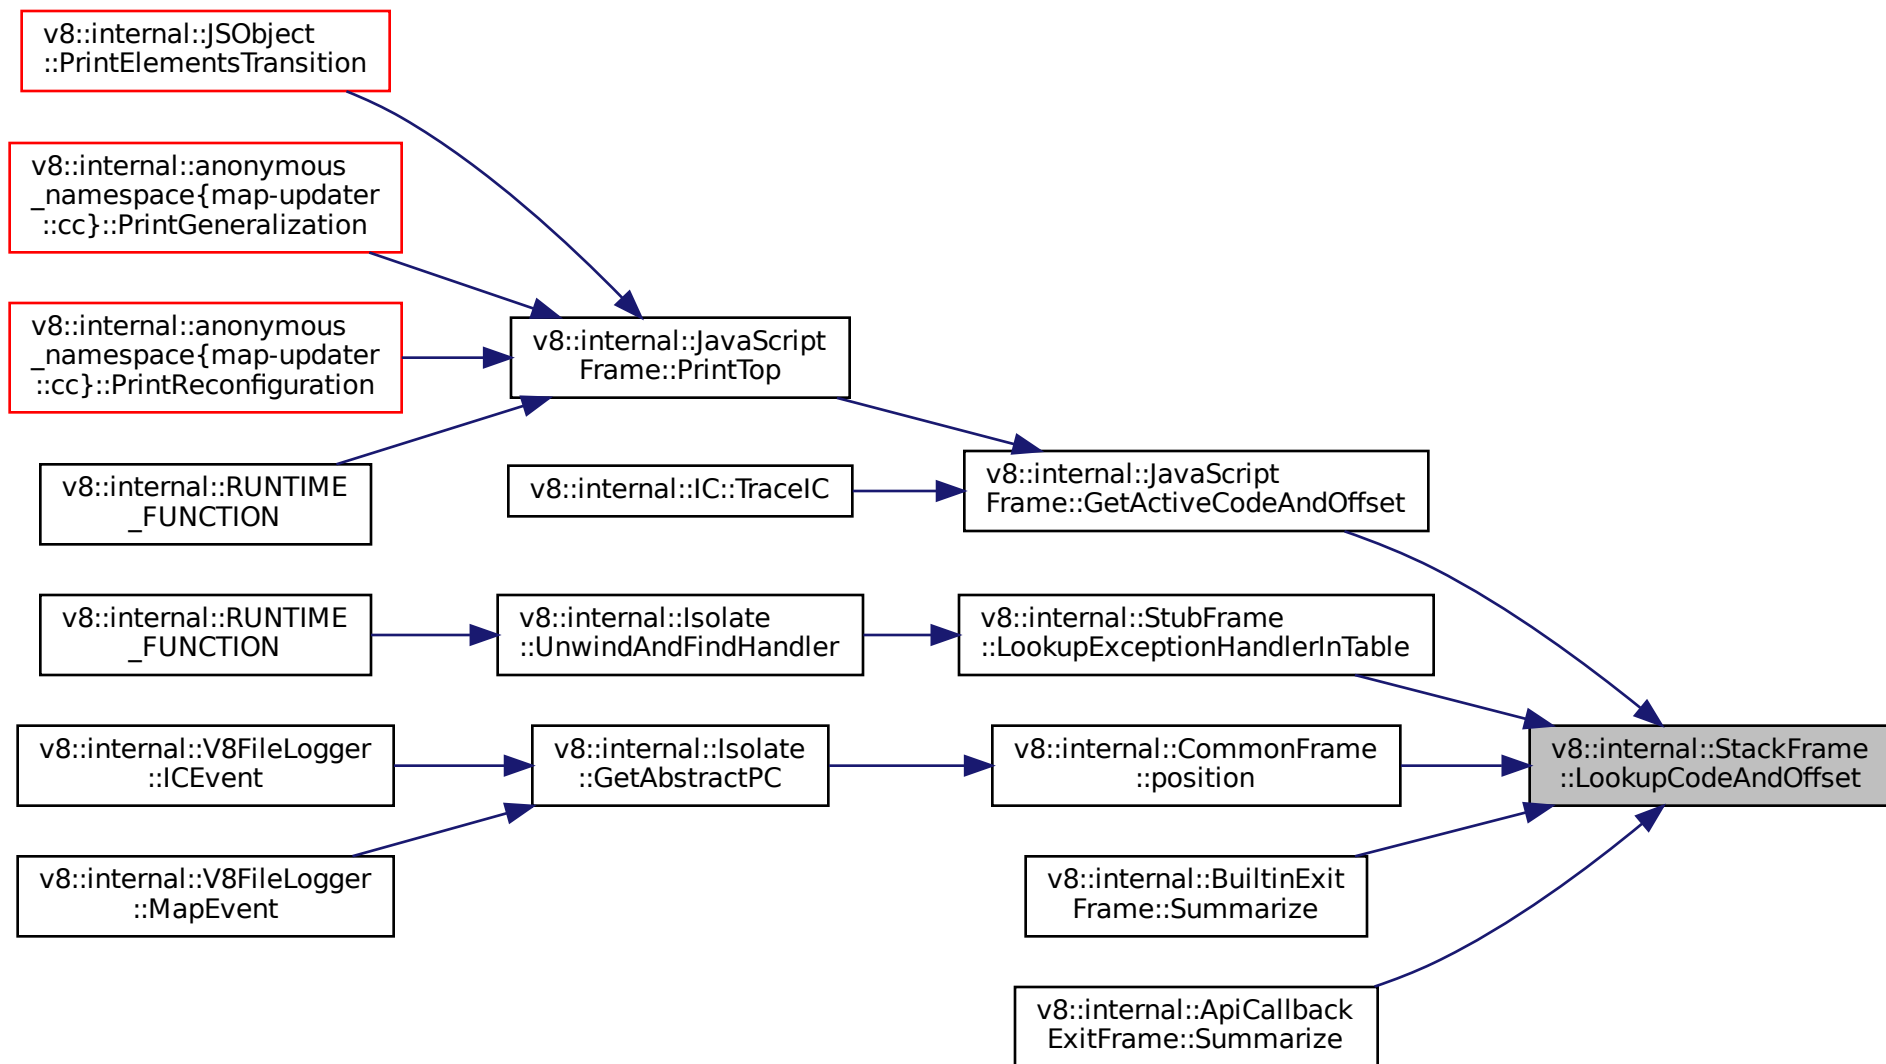 v8::internal::JSObject
::PrintElementsTransition
v8::internal::anonymous
_namespace{map-updater
::cc}::PrintGeneralization
v8::internal::anonymous
_namespace{map-updater
::cc}::PrintReconfiguration
v8::internal::RUNTIME
_FUNCTION
v8::internal::JavaScript
Frame::PrintTop
v8::internal::IC::TraceIC
v8::internal::JavaScript
Frame::GetActiveCodeAndOffset
v8::internal::RUNTIME
_FUNCTION
v8::internal::Isolate
::UnwindAndFindHandler
v8::internal::StubFrame
::LookupExceptionHandlerInTable
v8::internal::V8FileLogger
::ICEvent
v8::internal::Isolate
::GetAbstractPC
v8::internal::CommonFrame
::position
v8::internal::StackFrame
::LookupCodeAndOffset
v8::internal::V8FileLogger
::MapEvent
v8::internal::BuiltinExit
Frame::Summarize
v8::internal::ApiCallback
ExitFrame::Summarize